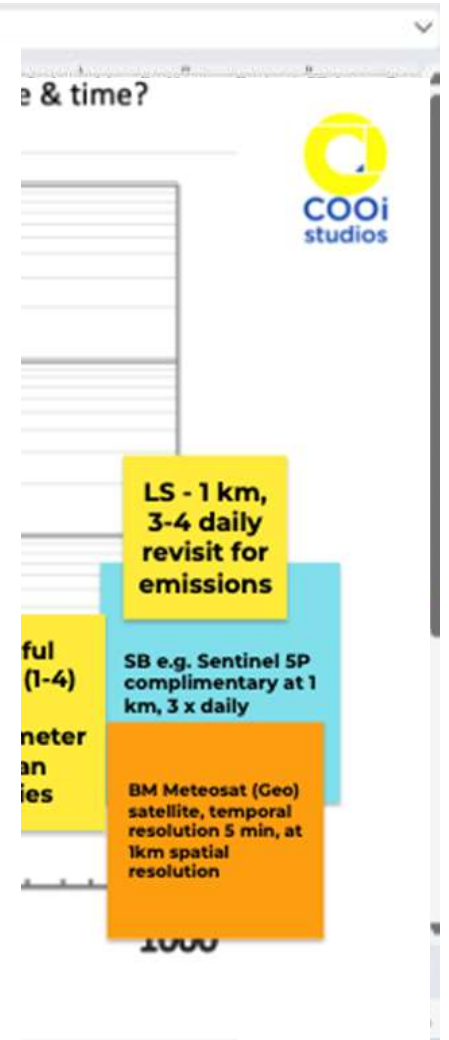 e & time?
COOi
studios
LS - 1 km,
3-4 daily
revisit for
emissions
ful
(1-4)
neter
an
ies
SB e.g. Sentinel 5P
complimentary at 1
km, 3 x daily
BM Meteosat (Geo)
satellite, temporal
resolution 5 min, at
1km spatial
resolution
1000